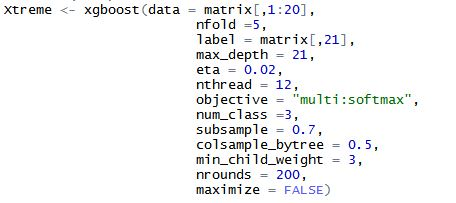 Xtreme <- xgboost(data = matrix[,1:20],
nfold =5,
label = matrix[,21],
max_depth = 21,
eta = 0.02,
nthread = 12,
objective = "multi:softmax",
num_class =3,
subsample = 0.7,
colsample_bytree = 0.5,
min_child_weight = 3,
nrounds = 200,
maximize = FALSE)